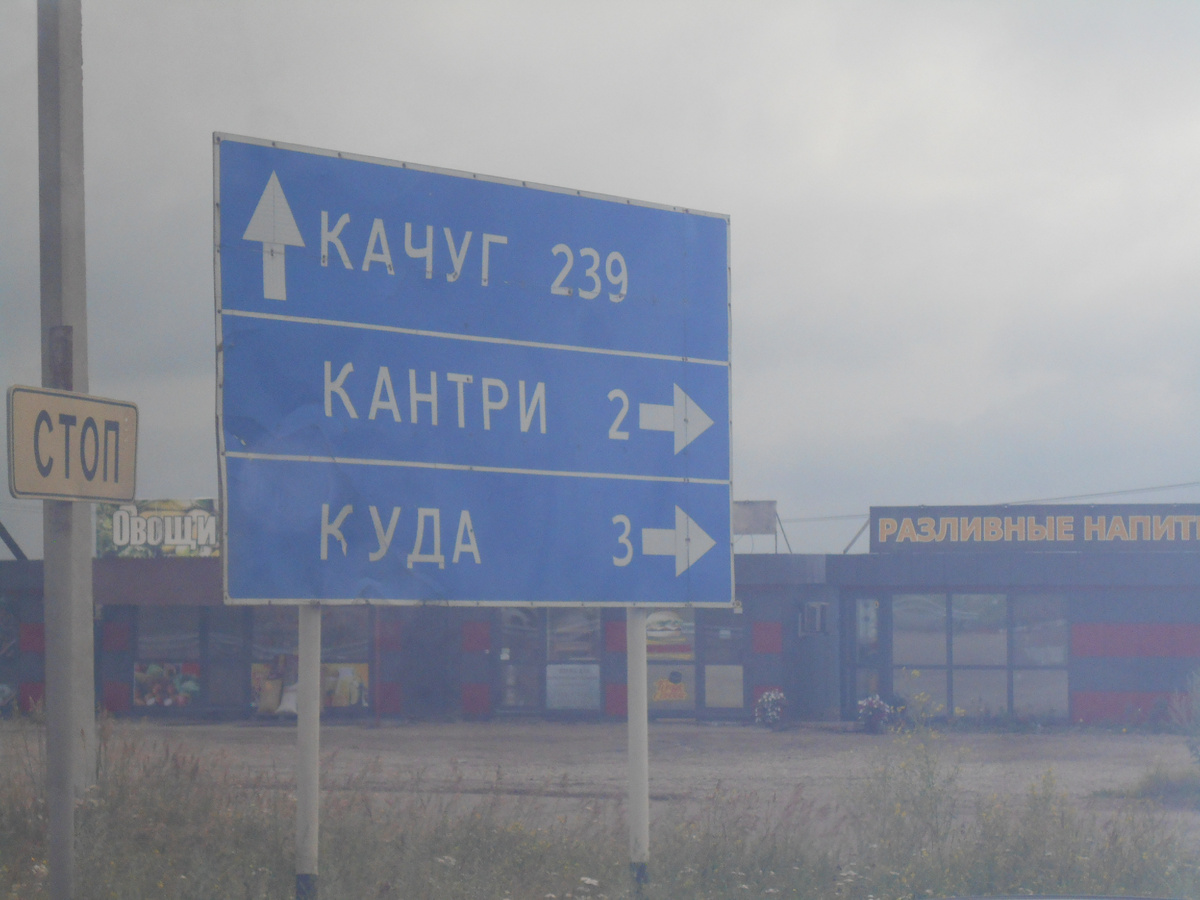 КАЧУГ 239
КАНТРИ 2
КУДА 3
СТОП
Овощи
РАЗЛИВНЫЕ НАПИТ